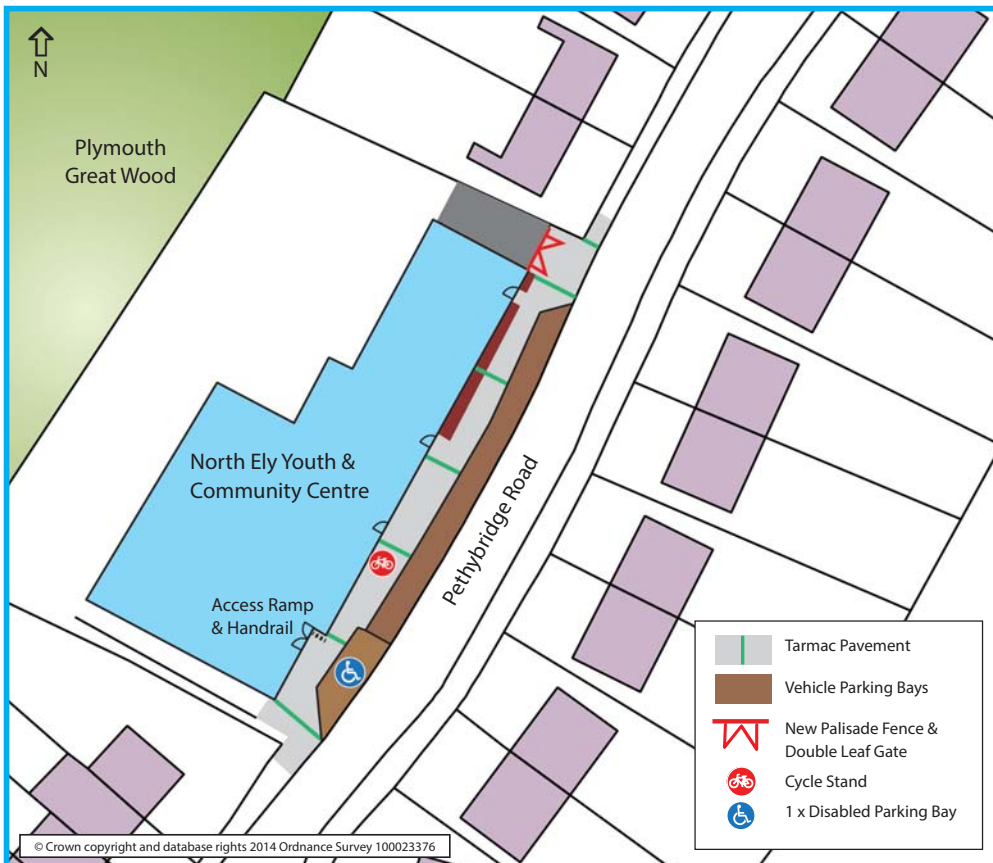 N
Plymouth
Great Wood
North Ely Youth &
Community Centre
Pethybridge Road
Access Ramp
& Handrail
Tarmac Pavement
Vehicle Parking Bays
New Palisade Fence &
Double Leaf Gate
Cycle Stand
1 x Disabled Parking Bay
© Crown copyright and database rights 2014 Ordnance Survey 100023376